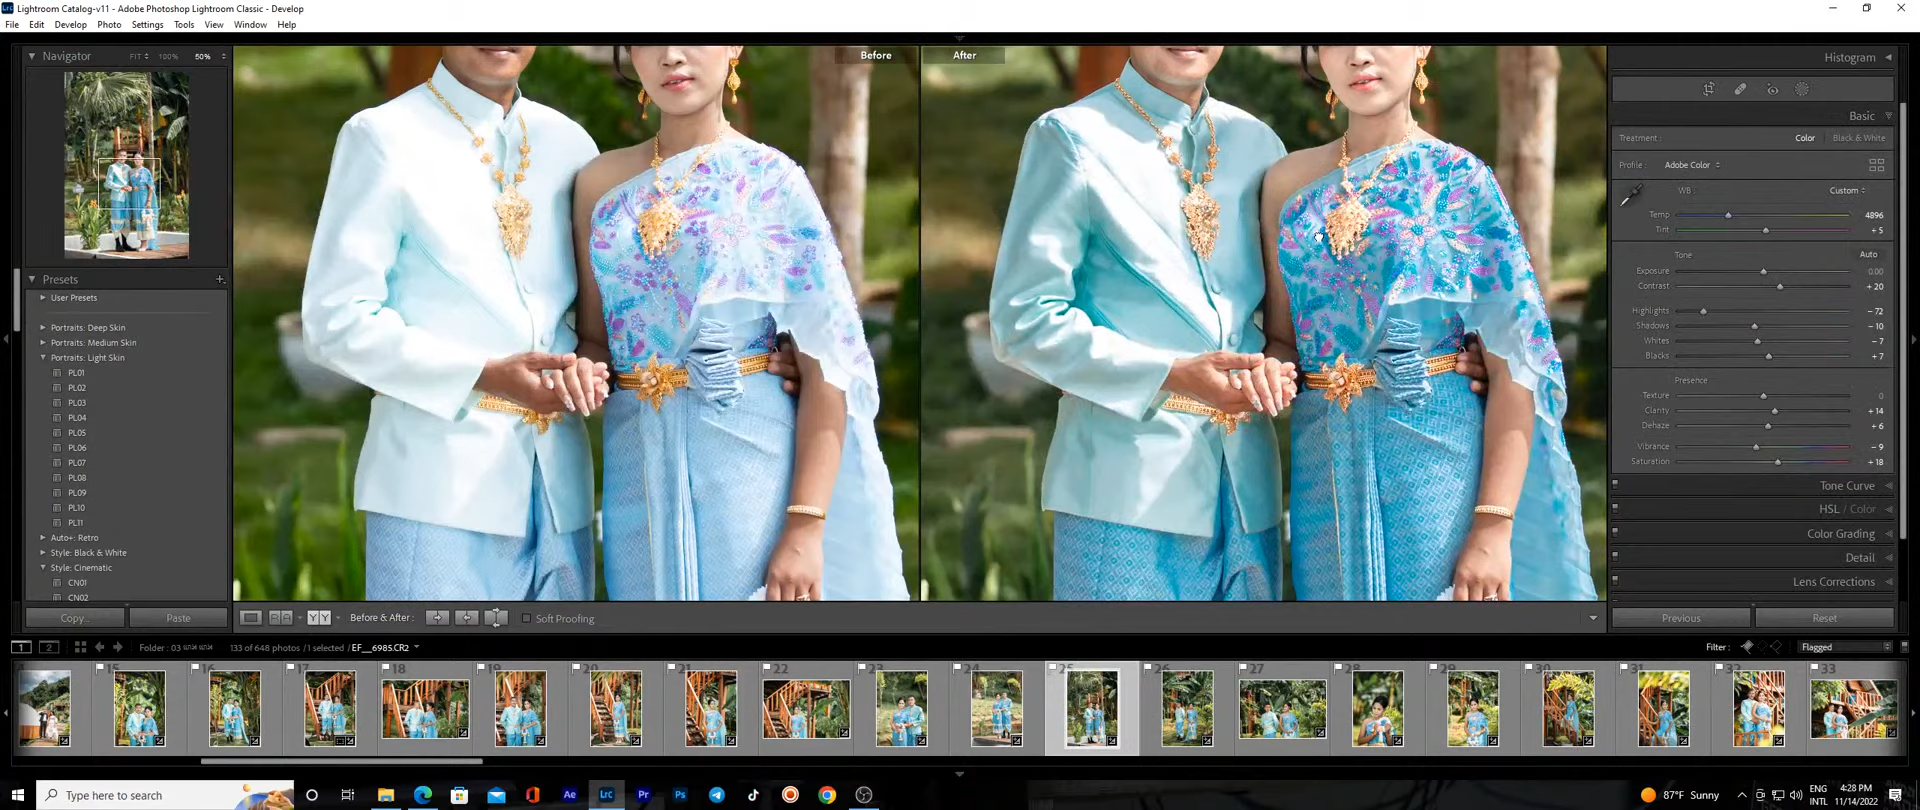 Lightroom Catalog-v11 - Adobe Photoshop Lightroom Classic - Develop
File Edit Develop Photo Settings Tools View Window Help
Navigator FIT 100% 50%
Before
After
Histogram
Basic
Treatment : Color Black & White
Profile : Adobe Color
WB : Custom
Temp 4896
Tint + 5
Tone Auto
Exposure 0.00
Contrast + 20
Highlights − 72
Shadows − 10
Whites − 7
Blacks + 7
Presence
Texture 0
Clarity + 14
Dehaze + 6
Vibrance − 9
Saturation + 18
Tone Curve
HSL / Color
Color Grading
Detail
Lens Corrections
Previous Reset
Presets
User Presets
Portraits: Deep Skin
Portraits: Medium Skin
Portraits: Light Skin
PL01
PL02
PL03
PL04
PL05
PL06
PL07
PL08
PL09
PL10
PL11
Auto+: Retro
Style: Black & White
Style: Cinematic
CN01
CN02
Copy... Paste
Before & After : Soft Proofing
1 2 Folder : 03 133 of 648 photos / 1 selected / EF__6985.CR2
Filter : Flagged
15 16 17 18 19 20 21 22 23 24 25 26 27 28 29 30 31 32 33
Type here to search
Ae Lrc Pr Ps
87°F Sunny
ENG
INTL
4:28 PM
11/14/2022